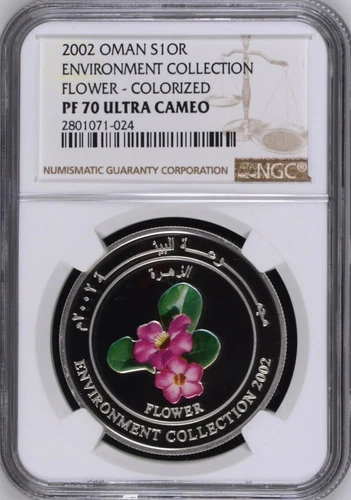 2002 OMAN S1OR
ENVIRONMENT COLLECTION
FLOWER - COLORIZED
PF 70 ULTRA CAMEO
2801071-024
NUMISMATIC GUARANTY CORPORATION
NGC®
الزهرة
٢٠٠٢م
FLOWER
ENVIRONMENT COLLECTION 2002